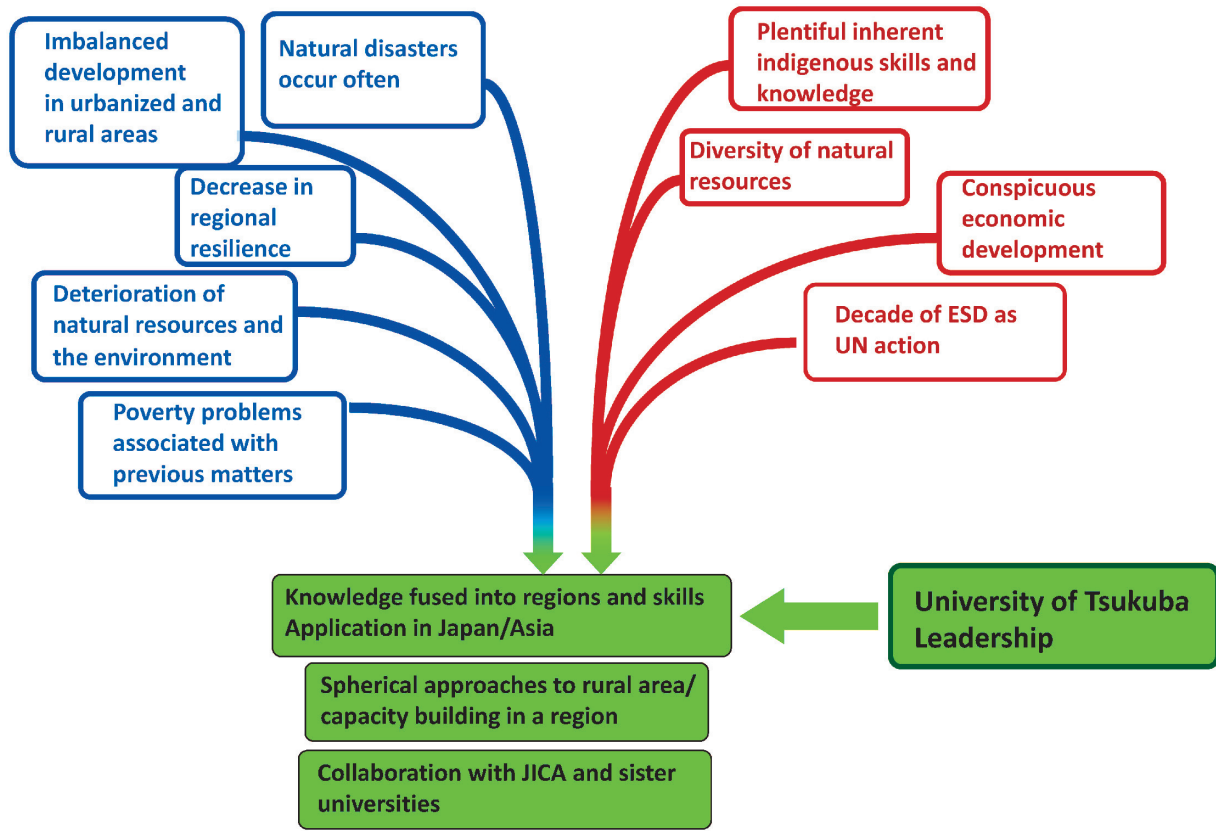 Imbalanced
development
in urbanized and
rural areas
Natural disasters
occur often
Decrease in
regional
resilience
Deterioration of
natural resources and
the environment
Poverty problems
associated with
previous matters
Plentiful inherent
indigenous skills and
knowledge
Diversity of natural
resources
Conspicuous
economic
development
Decade of ESD as
UN action
Knowledge fused into regions and skills
Application in Japan/Asia
University of Tsukuba
Leadership
Spherical approaches to rural area/
capacity building in a region
Collaboration with JICA and sister
universities